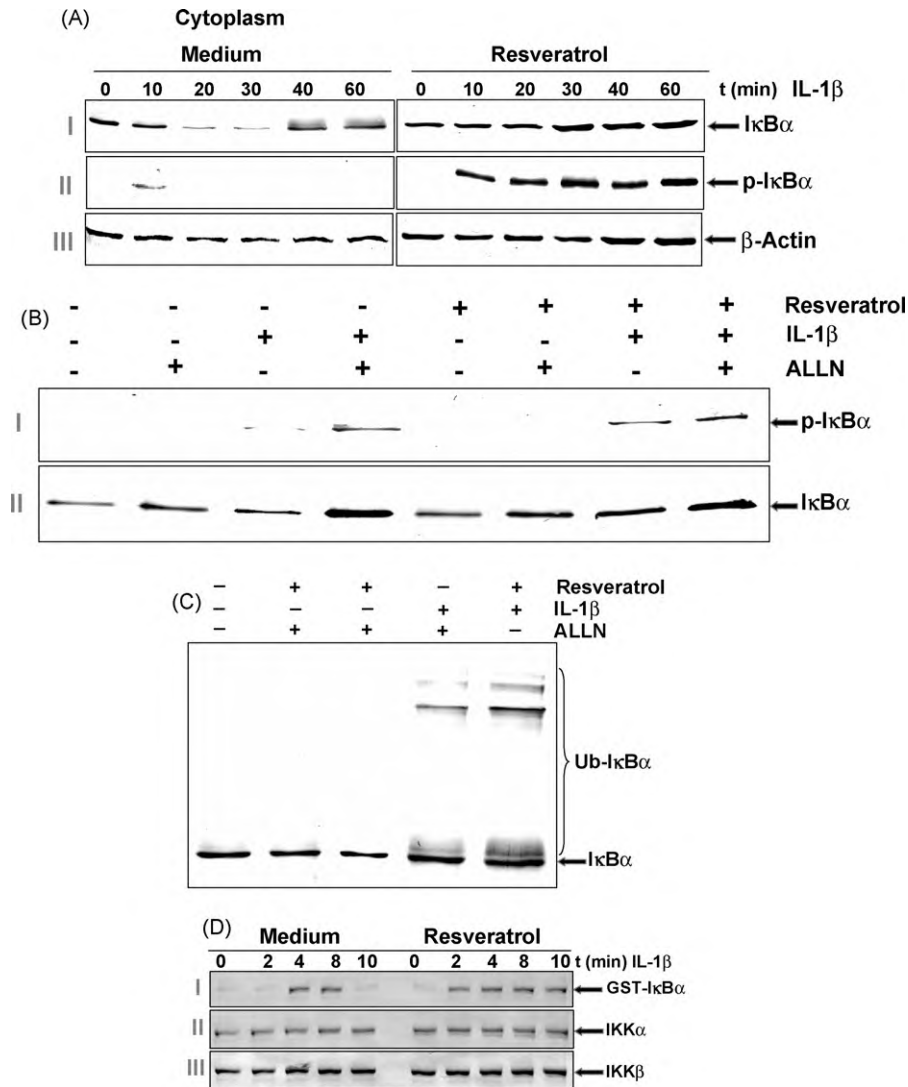 (A) Cytoplasm
Medium Resveratrol
0 10 20 30 40 60 0 10 20 30 40 60 t (min) IL-1β
I IκBα
II p-IκBα
III β-Actin
(B) - - - - + + + + Resveratrol
- - + + - - + + IL-1β
- + - + - + - + ALLN
I p-IκBα
II IκBα
(C) – + + – + Resveratrol
– – – + + IL-1β
– + + + – ALLN
Ub-IκBα
IκBα
(D) Medium Resveratrol
0 2 4 8 10 0 2 4 8 10 t (min) IL-1β
I GST-IκBα
II IKKα
III IKKβ